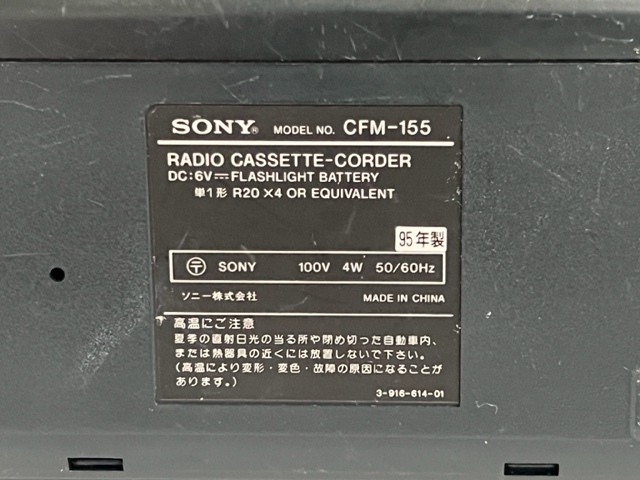 SONY® MODEL NO. CFM-155
RADIO CASSETTE-CORDER
DC:6V⎓FLASHLIGHT BATTERY
単1形 R20 ×4 OR EQUIVALENT
95年製
〒 SONY 100V 4W 50/60Hz
ソニー株式会社 MADE IN CHINA
高温にご注意
夏季の直射日光の当る所や閉め切った自動車内、
または熱器具の近くには放置しないで下さい。
(高温により変形・変色・故障の原因になることが
あります。)
3-916-614-01